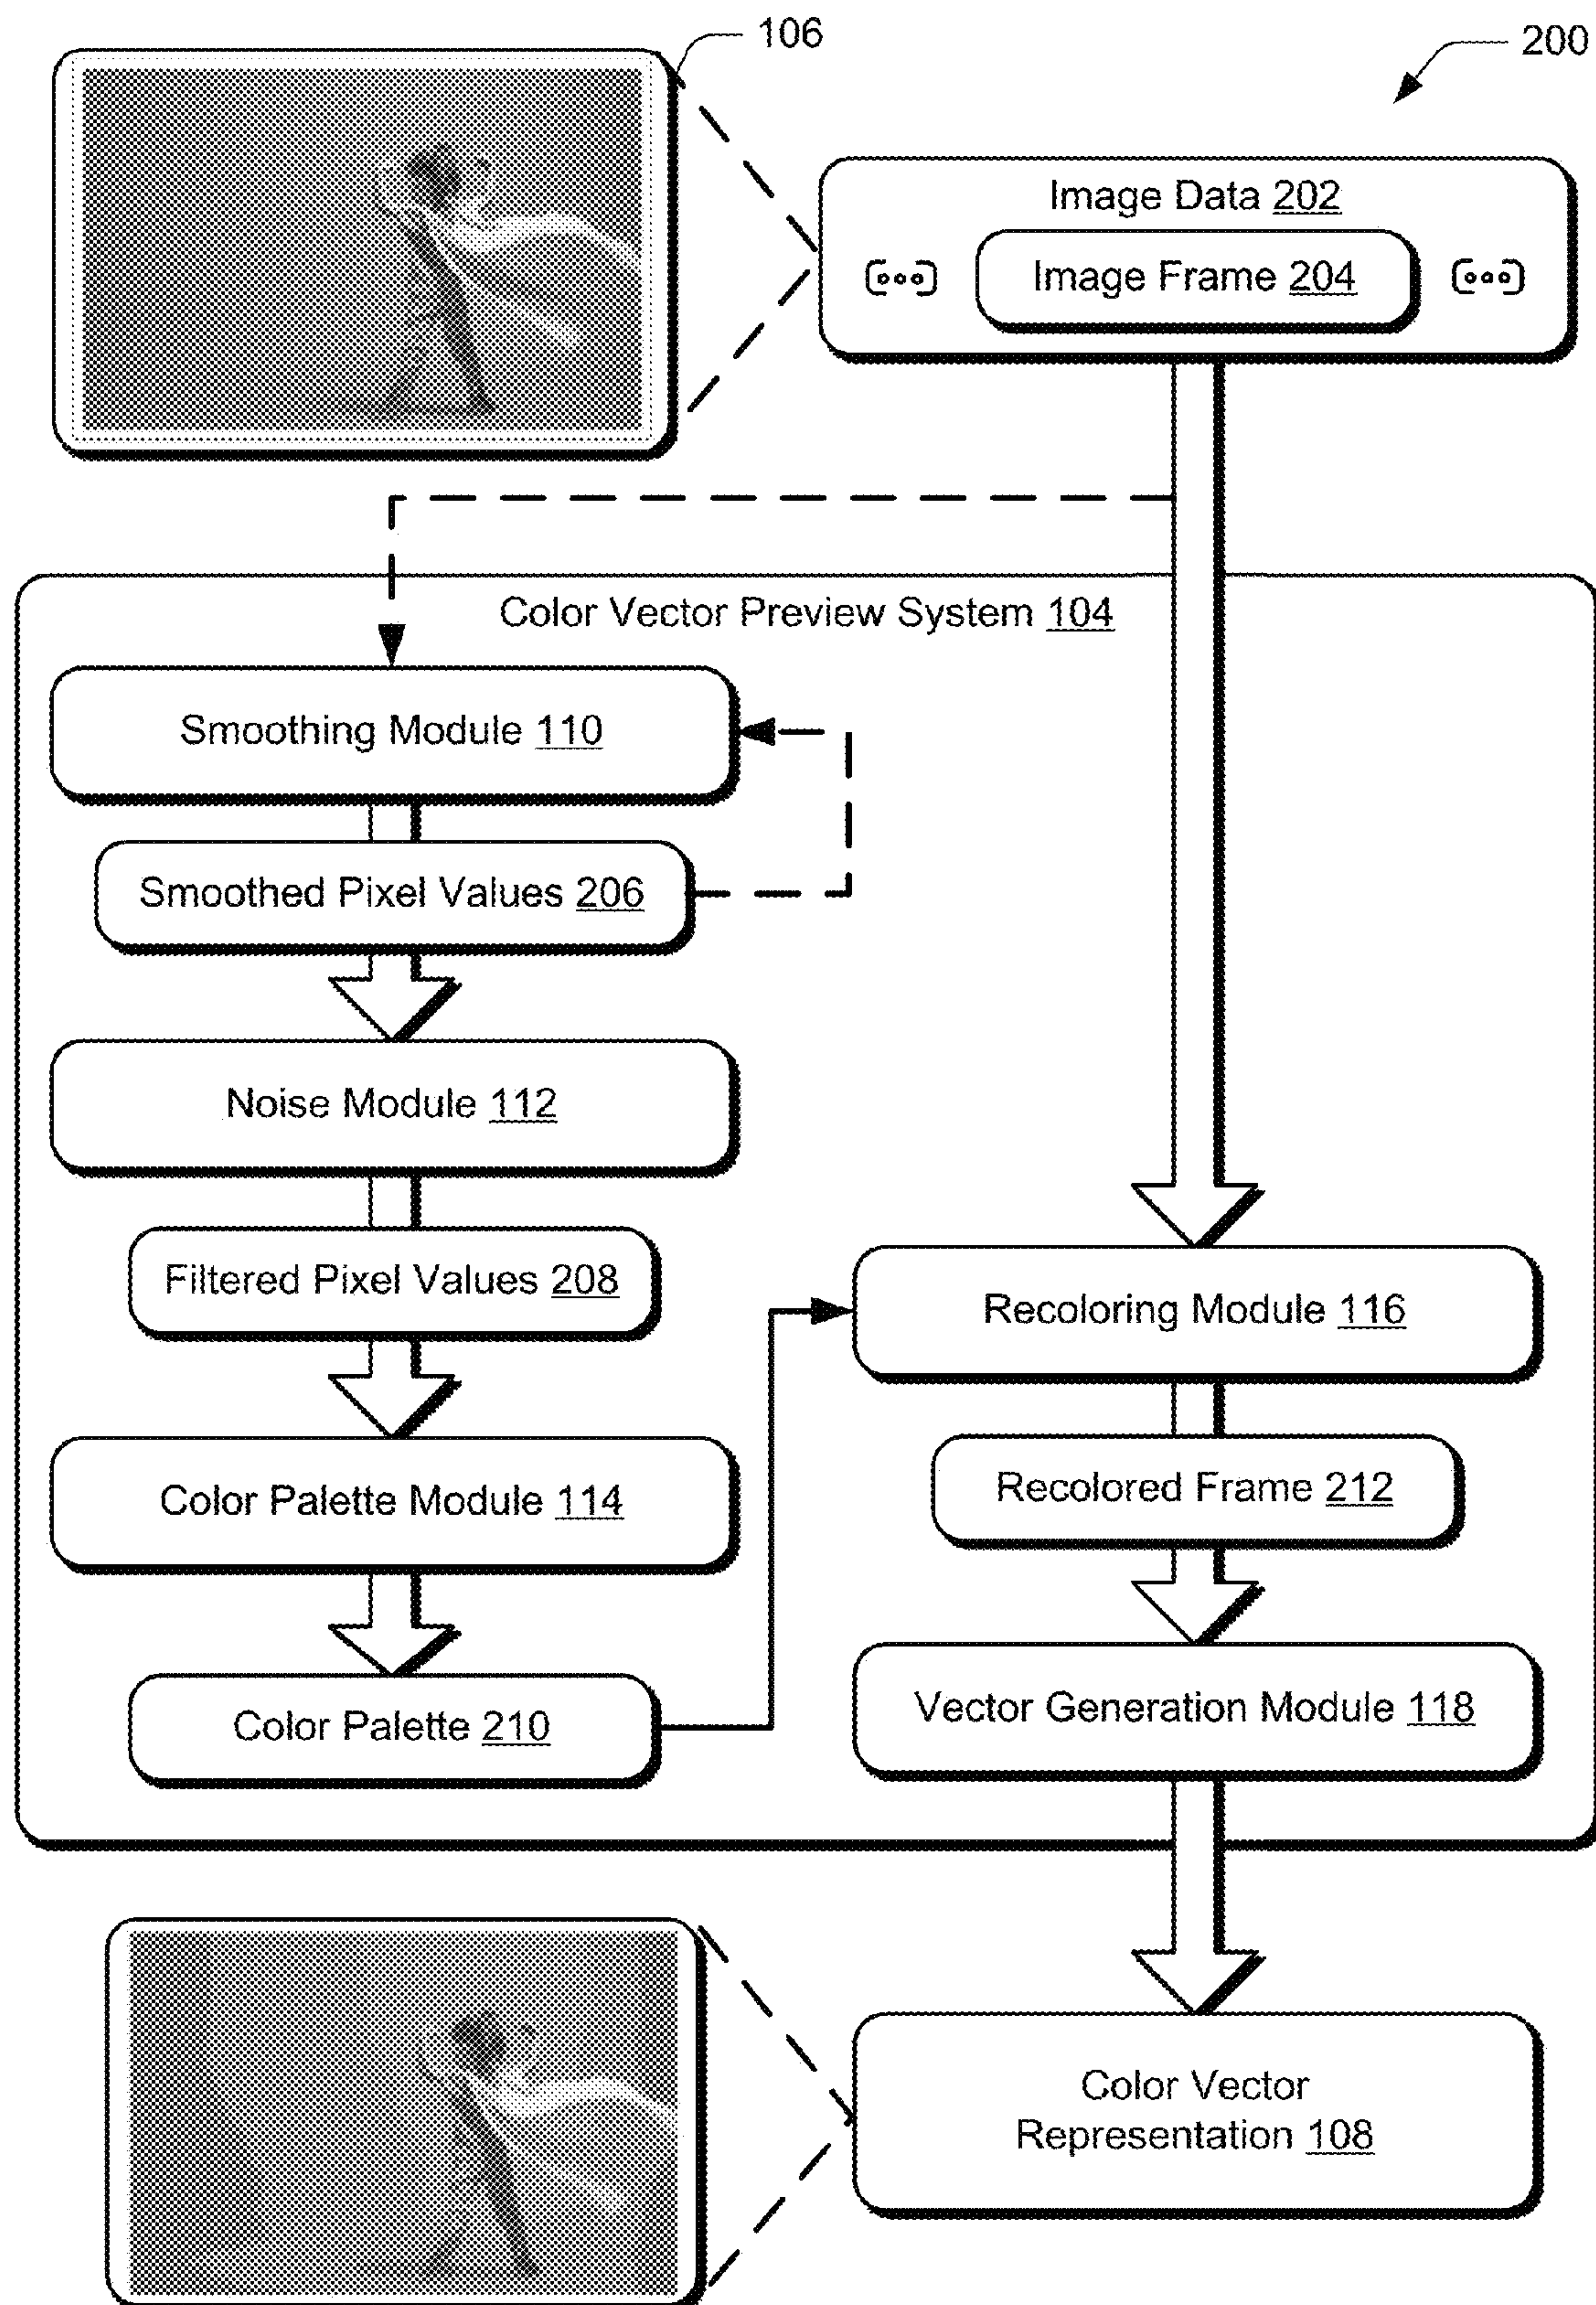 106
200
Image Data 202
[ooo]
Image Frame 204
[ooo]
Color Vector Preview System 104
Smoothing Module 110
Smoothed Pixel Values 206
Noise Module 112
Filtered Pixel Values 208
Recoloring Module 116
Color Palette Module 114
Recolored Frame 212
Color Palette 210
Vector Generation Module 118
Color Vector
Representation 108